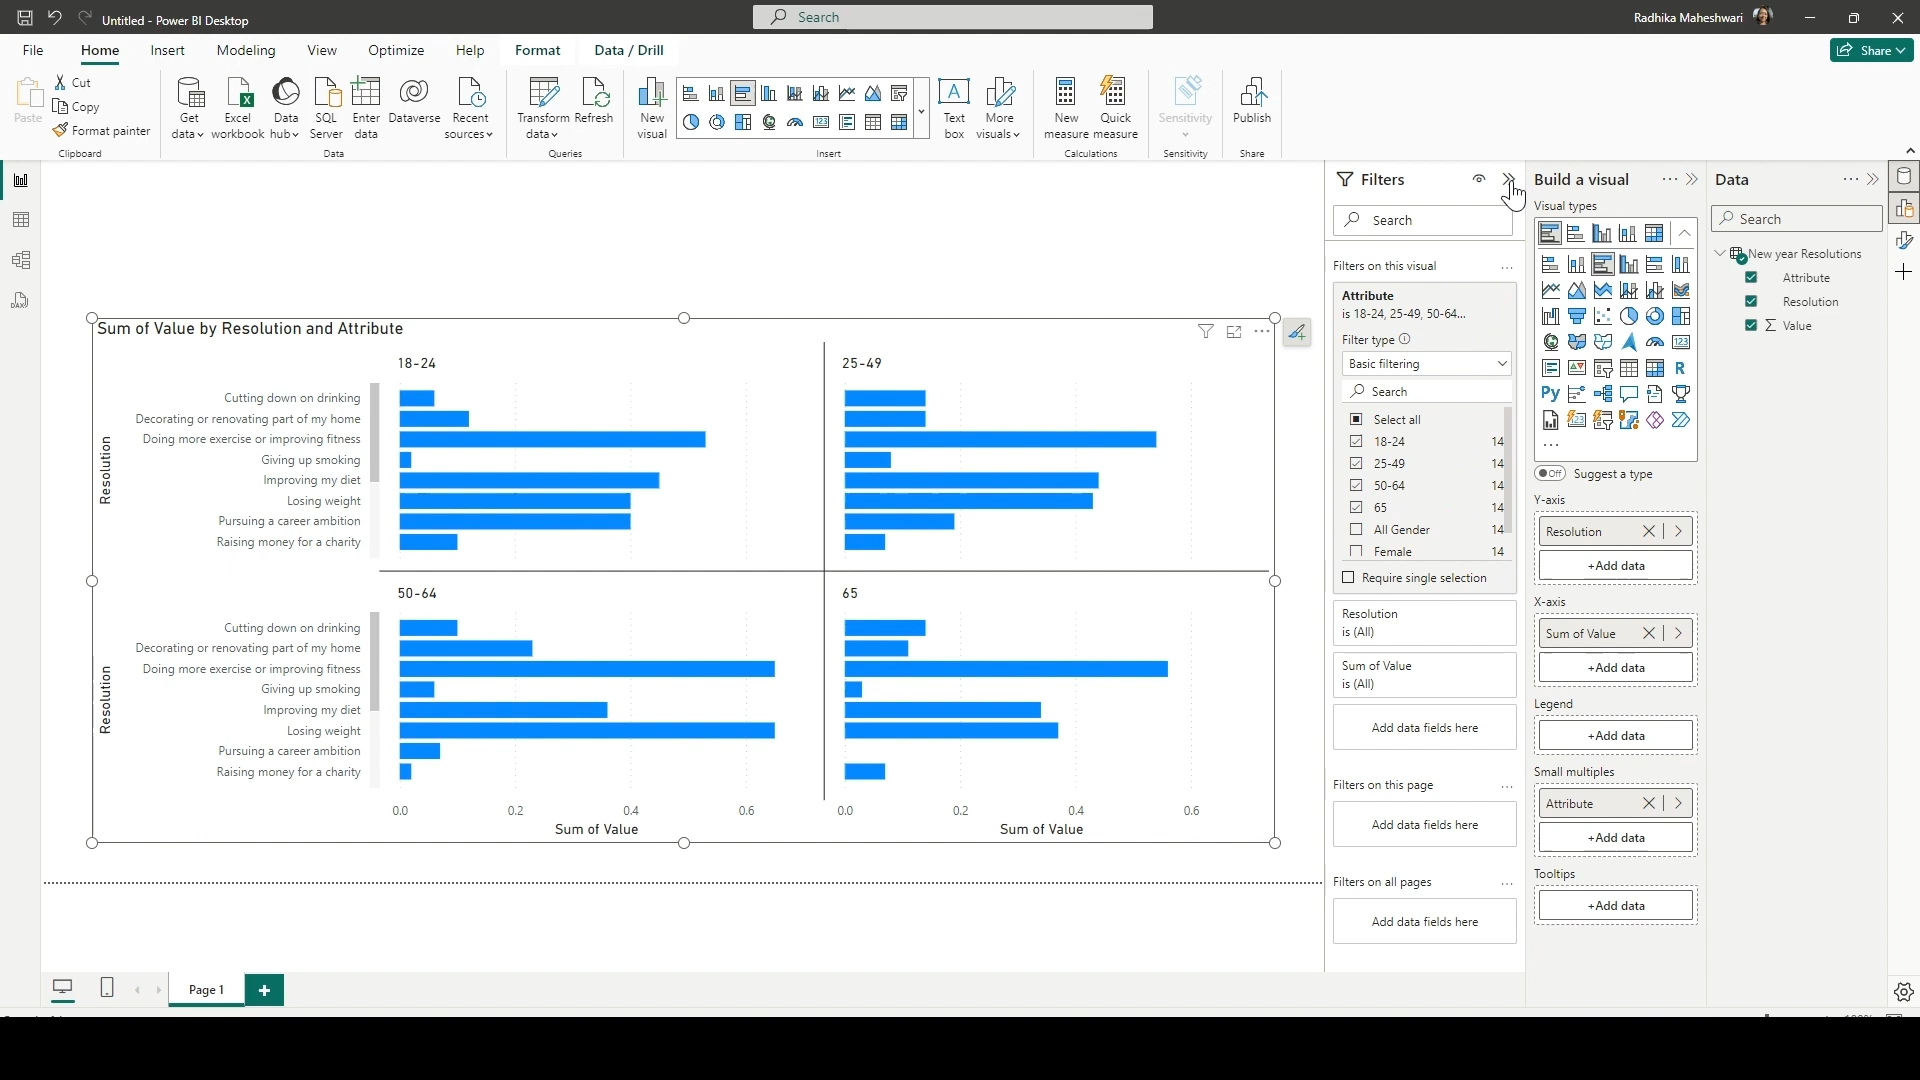 Untitled - Power BI Desktop
Search
Radhika Maheshwari
File
Home
Insert
Modeling
View
Optimize
Help
Format
Data / Drill
Share
Paste
Cut
Copy
Format painter
Clipboard
Get data
Excel workbook
Data hub
SQL Server
Enter data
Dataverse
Recent sources
Data
Transform data
Refresh
Queries
New visual
Text box
More visuals
Insert
New measure
Quick measure
Calculations
Sensitivity
Sensitivity
Publish
Share
Sum of Value by Resolution and Attribute
18-24
25-49
Resolution
Cutting down on drinking
Decorating or renovating part of my home
Doing more exercise or improving fitness
Giving up smoking
Improving my diet
Losing weight
Pursuing a career ambition
Raising money for a charity
50-64
65
Resolution
Cutting down on drinking
Decorating or renovating part of my home
Doing more exercise or improving fitness
Giving up smoking
Improving my diet
Losing weight
Pursuing a career ambition
Raising money for a charity
0.0 0.2 0.4 0.6
0.0 0.2 0.4 0.6
Sum of Value
Sum of Value
Filters
Search
Filters on this visual
Attribute
is 18-24, 25-49, 50-64...
Filter type
Basic filtering
Search
Select all
18-24 14
25-49 14
50-64 14
65 14
All Gender 14
Female 14
Require single selection
Resolution
is (All)
Sum of Value
is (All)
Add data fields here
Filters on this page
Add data fields here
Filters on all pages
Add data fields here
Build a visual
Visual types
123
R
Py
Off Suggest a type
Y-axis
Resolution
+Add data
X-axis
Sum of Value
+Add data
Legend
+Add data
Small multiples
Attribute
+Add data
Tooltips
+Add data
Data
Search
New year Resolutions
Attribute
Resolution
Σ Value
Page 1